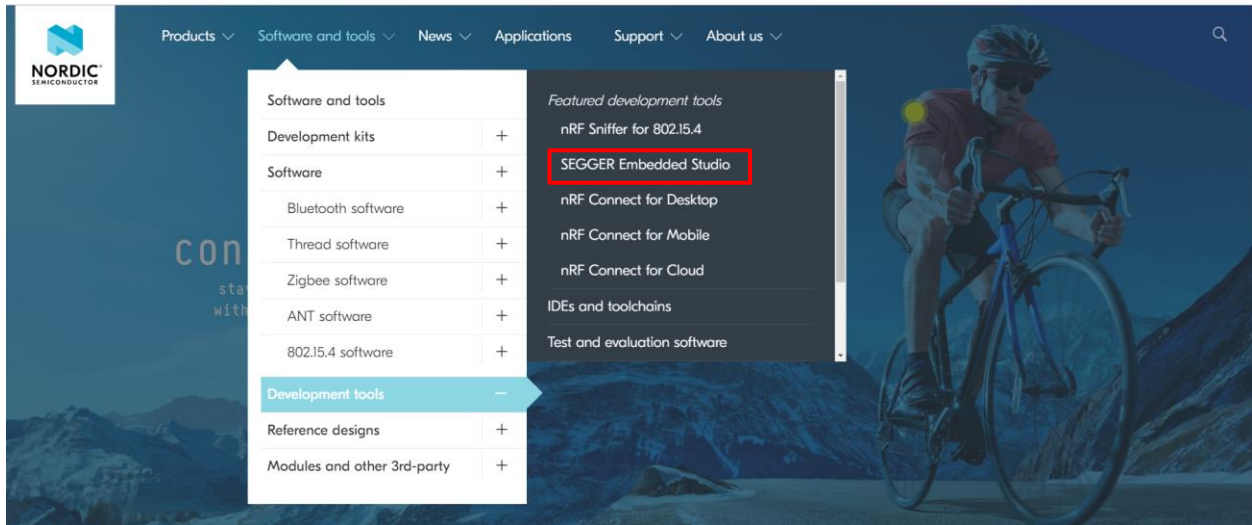 Products Software and tools News Applications Support About us
NORDIC
SEMICONDUCTOR
Software and tools
Development kits +
Software +
Bluetooth software +
Thread software +
Zigbee software +
ANT software +
802.15.4 software +
Development tools –
Reference designs +
Modules and other 3rd-party +
Featured development tools
nRF Sniffer for 802.15.4
SEGGER Embedded Studio
nRF Connect for Desktop
nRF Connect for Mobile
nRF Connect for Cloud
IDEs and toolchains
Test and evaluation software
con
sta
with